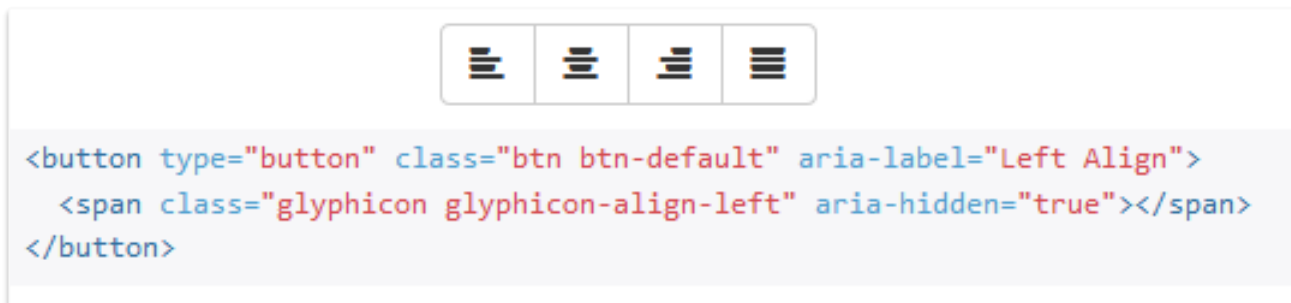 <button type="button" class="btn btn-default" aria-label="Left Align">
  <span class="glyphicon glyphicon-align-left" aria-hidden="true"></span>
</button>